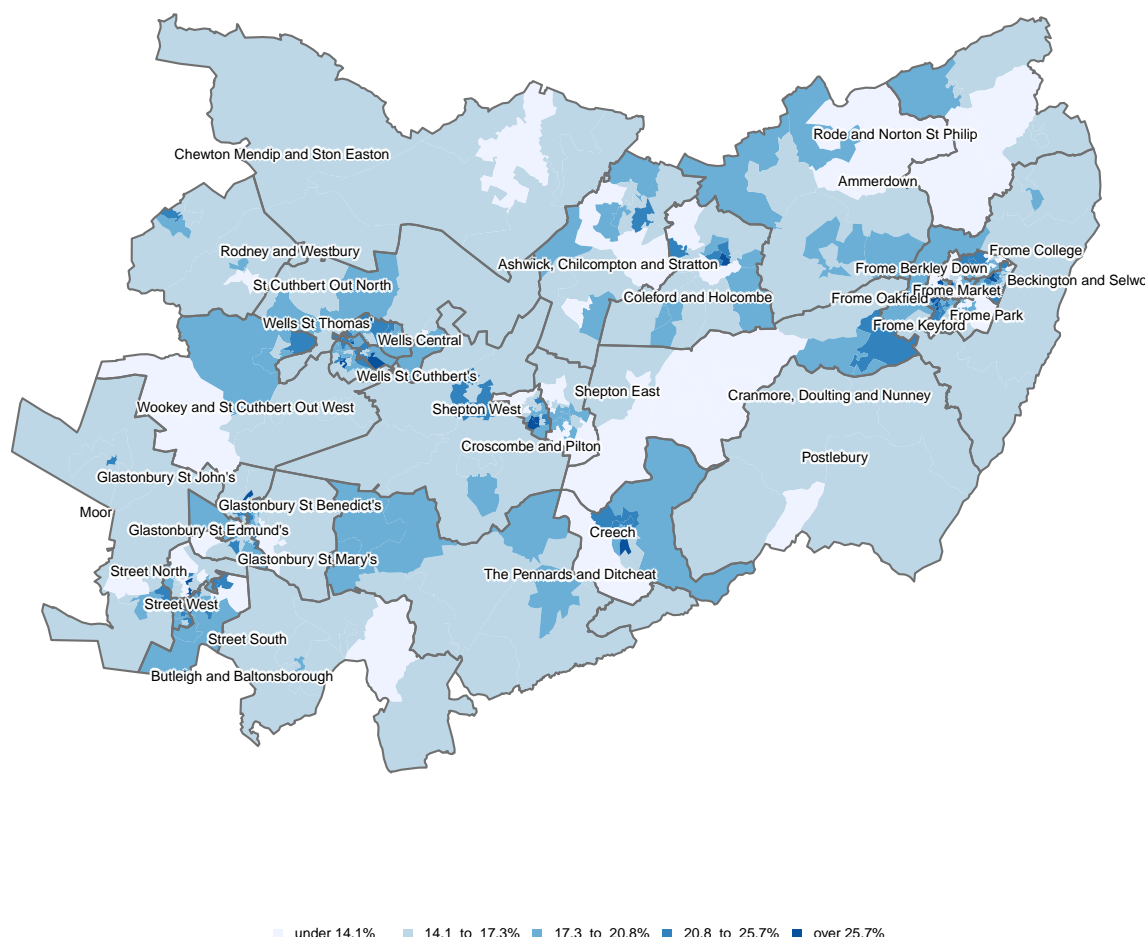 Rode and Norton St Philip
Chewton Mendip and Ston Easton
Ammerdown
Rodney and Westbury
Frome College
Ashwick, Chilcompton and Stratton
Frome Berkley Down
Beckington and Selwo
St Cuthbert Out North
Frome Market
Coleford and Holcombe
Frome Oakfield
Frome Park
Wells St Thomas'
Frome Keyford
Wells Central
Wells St Cuthbert's
Shepton East
Cranmore, Doulting and Nunney
Wookey and St Cuthbert Out West
Shepton West
Croscombe and Pilton
Postlebury
Glastonbury St John's
Glastonbury St Benedict's
Moor
Glastonbury St Edmund's
Creech
Glastonbury St Mary's
Street North
The Pennards and Ditcheat
Street West
Street South
Butleigh and Baltonsborough
under 14.1% 14.1 to 17.3% 17.3 to 20.8% 20.8 to 25.7% over 25.7%